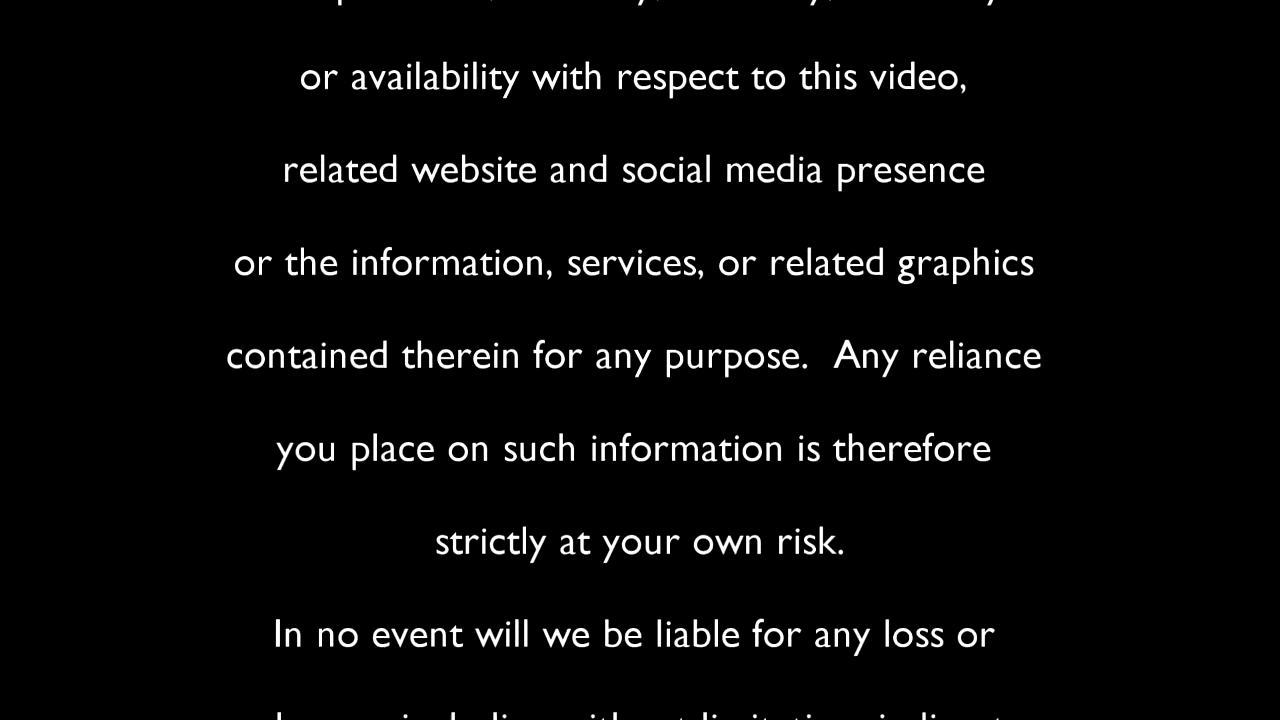 or availability with respect to this video,
related website and social media presence
or the information, services, or related graphics
contained therein for any purpose.  Any reliance
you place on such information is therefore
strictly at your own risk.
In no event will we be liable for any loss or